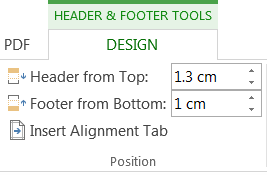 HEADER & FOOTER TOOLS
PDF DESIGN
Header from Top: 1.3 cm
Footer from Bottom: 1 cm
Insert Alignment Tab
Position